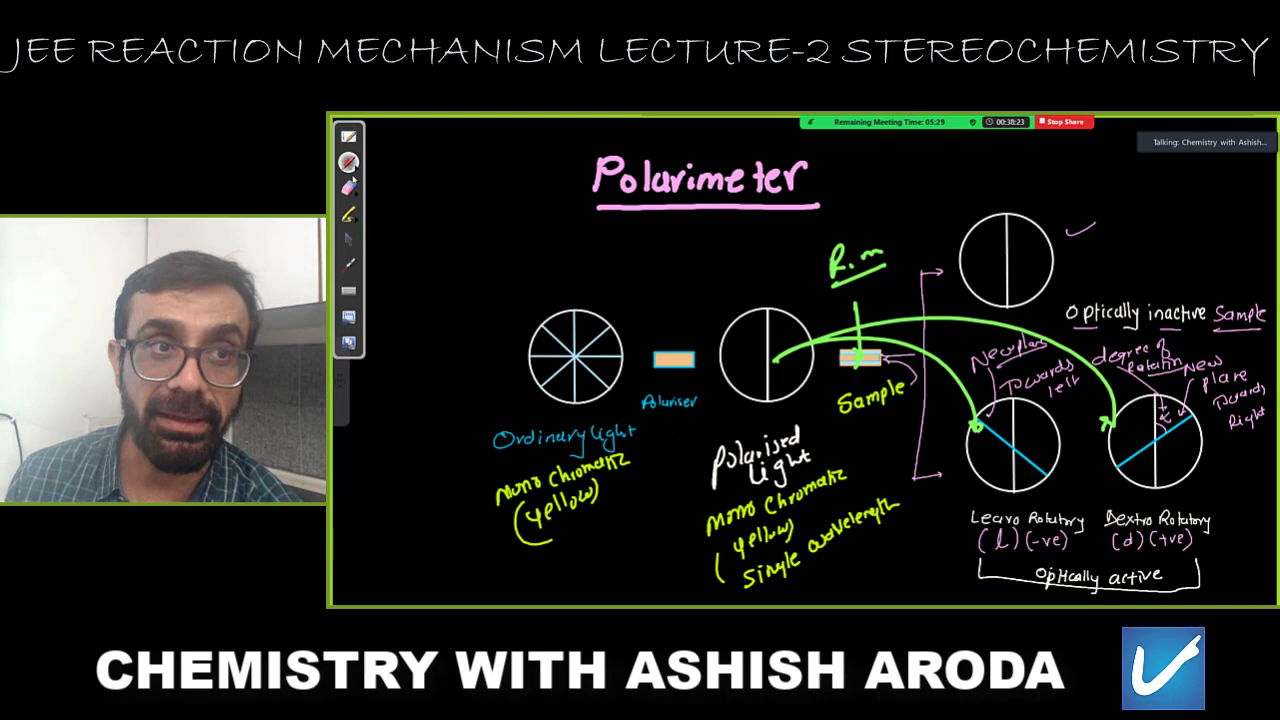 JEE REACTION MECHANISM LECTURE-2 STEREOCHEMISTRY
Remaining Meeting Time: 05:29
00:38:23
Stop Share
Talking: Chemistry with Ashish...
Polarimeter
R.m
Optically inactive Sample
Ordinary light
Mono Chromatic
(yellow)
Polariser
Polarised
light
Mono Chromatic
(yellow)
Single wavelength
Sample
New plane
Towards
left
degree of
Rotation
New
plane
Towards
Right
+α
Leavo Rotatory
(l) (-ve)
Dextro Rotatory
(d) (+ve)
Optically active
CHEMISTRY WITH ASHISH ARODA